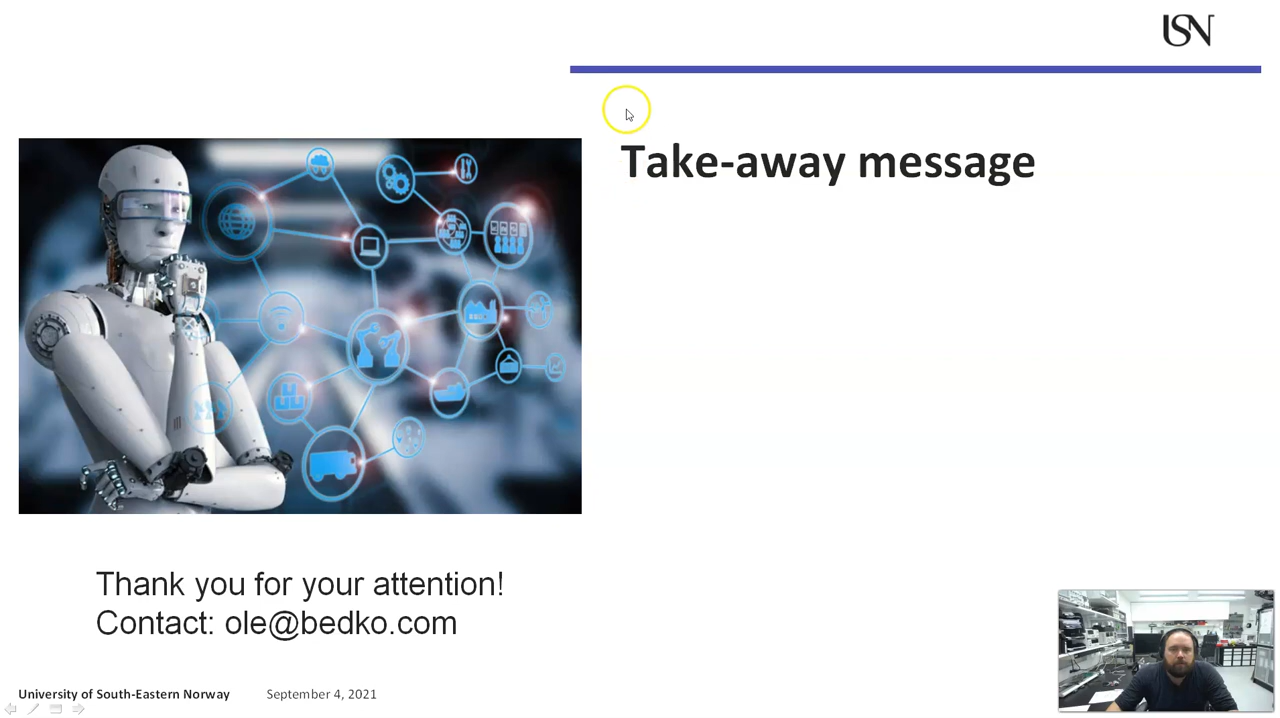 USN
Take-away message
Thank you for your attention!
Contact: ole@bedko.com
University of South-Eastern Norway September 4, 2021